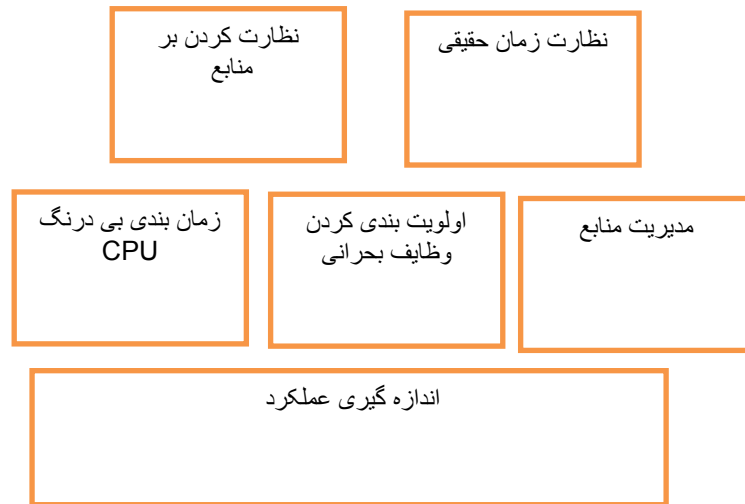 نظارت زمان حقیقی
نظارت کردن بر
منابع
مدیریت منابع
اولویت بندی کردن
وظایف بحرانی
زمان بندی بی درنگ
CPU
اندازه گیری عملکرد